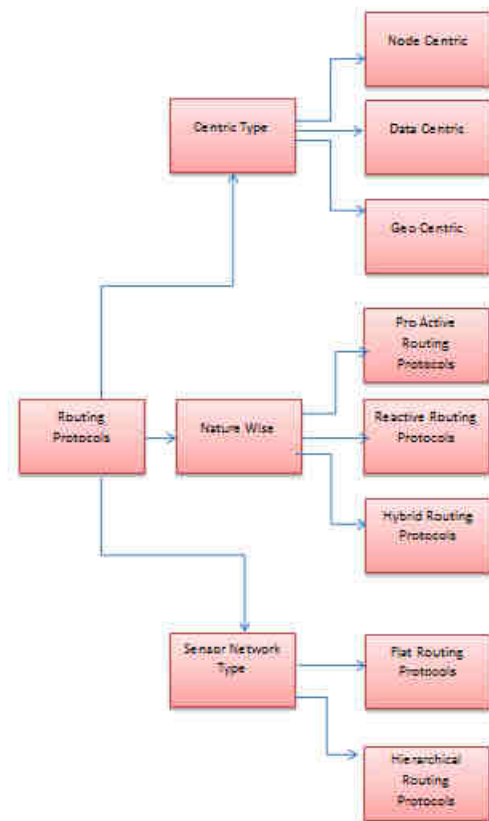 Node Centric
Centric Type
Data Centric
Geo Centric
Pro Active
Routing
Protocols
Routing
Protocols
Nature Wise
Reactive Routing
Protocols
Hybrid Routing
Protocols
Sensor Network
Type
Flat Routing
Protocols
Hierarchical
Routing
Protocols